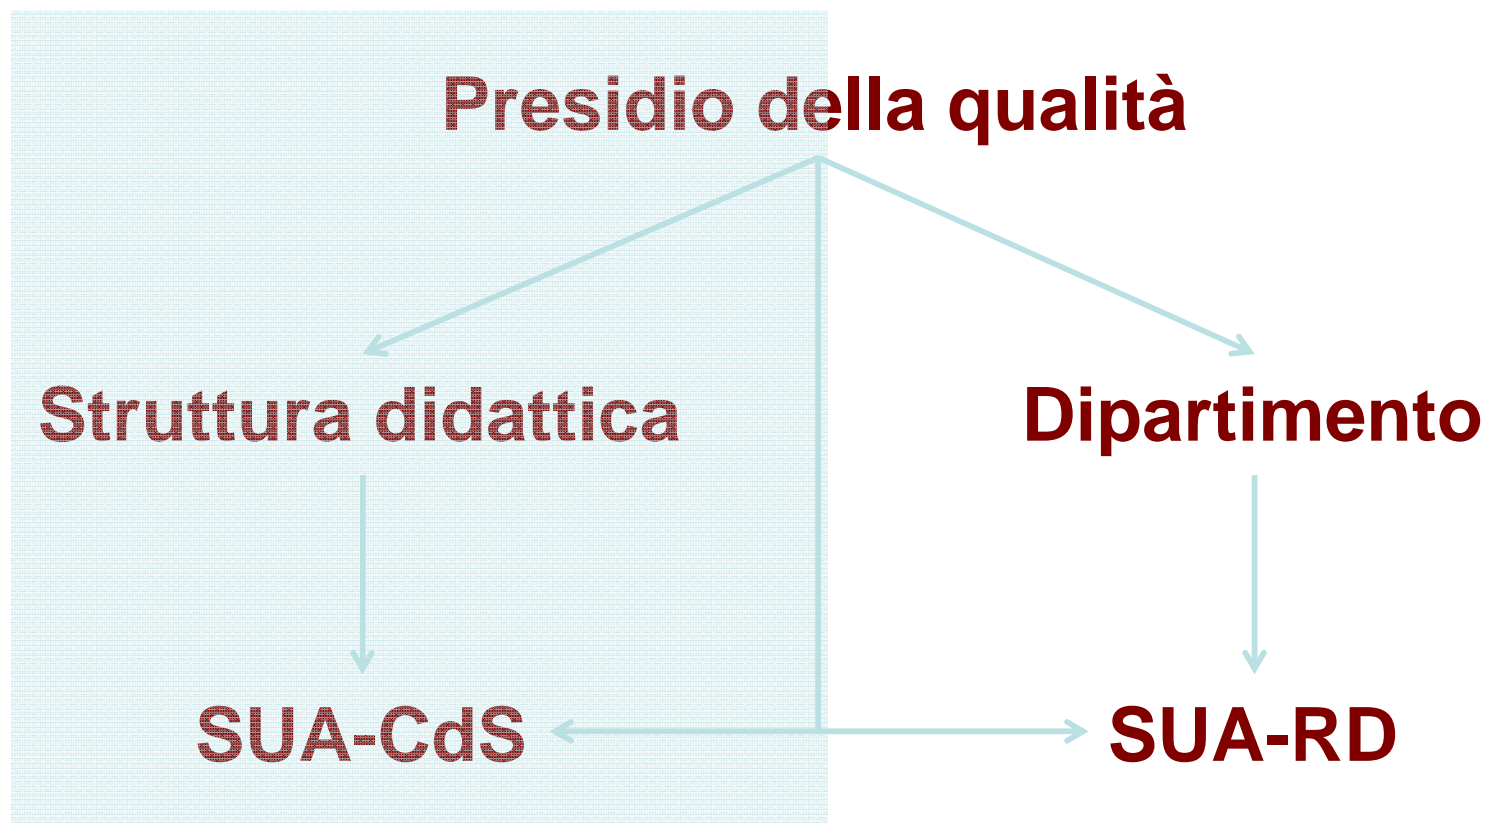 Presidio della qualità
Struttura didattica
Dipartimento
SUA-CdS
SUA-RD